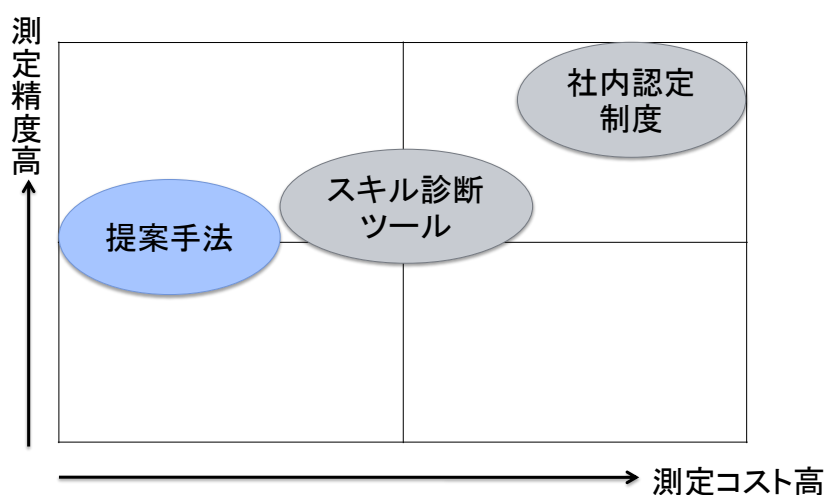 測定精度高
社内認定
制度
スキル診断
ツール
提案手法
測定コスト高